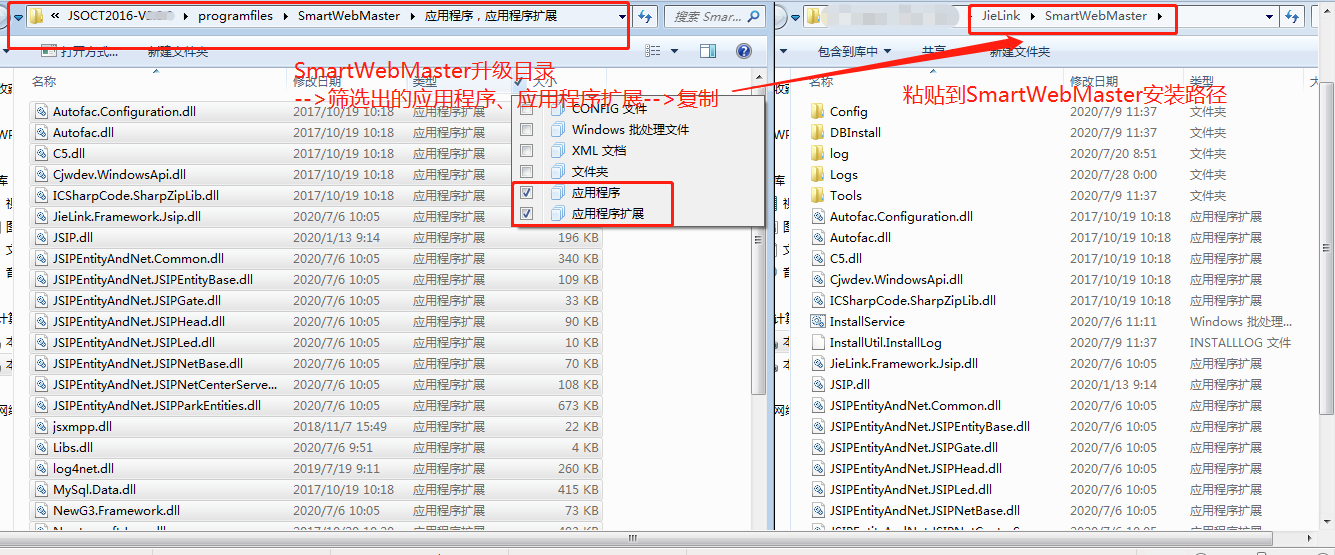 « JSOCT2016- ▸ programfiles ▸ SmartWebMaster ▸ 应用程序，应用程序扩展
搜索 Smar...
打开方式... 新建文件夹
名称 修改日期 类型 大小
Autofac.Configuration.dll 2017/10/19 10:18 应用程序扩展
Autofac.dll 2017/10/19 10:18 应用程序扩展
C5.dll 2017/10/19 10:18 应用程序扩展
Cjwdev.WindowsApi.dll 2017/10/19 10:18 应用程序扩展
ICSharpCode.SharpZipLib.dll 2017/10/19 10:18 应用程序扩展
JieLink.Framework.Jsip.dll 2020/7/6 10:05 应用程序扩展
JSIP.dll 2020/1/13 9:14 应用程序扩展 196 KB
JSIPEntityAndNet.Common.dll 2020/7/6 10:05 应用程序扩展 340 KB
JSIPEntityAndNet.JSIPEntityBase.dll 2020/7/6 10:05 应用程序扩展 109 KB
JSIPEntityAndNet.JSIPGate.dll 2020/7/6 10:05 应用程序扩展 33 KB
JSIPEntityAndNet.JSIPHead.dll 2020/7/6 10:05 应用程序扩展 90 KB
JSIPEntityAndNet.JSIPLed.dll 2020/7/6 10:05 应用程序扩展 10 KB
JSIPEntityAndNet.JSIPNetBase.dll 2020/7/6 10:05 应用程序扩展 70 KB
JSIPEntityAndNet.JSIPNetCenterServe... 2020/7/6 10:05 应用程序扩展 108 KB
JSIPEntityAndNet.JSIPParkEntities.dll 2020/7/6 10:05 应用程序扩展 673 KB
jsxmpp.dll 2018/11/7 15:49 应用程序扩展 22 KB
Libs.dll 2020/7/6 9:51 应用程序扩展 4 KB
log4net.dll 2019/7/19 9:11 应用程序扩展 260 KB
MySql.Data.dll 2017/10/19 10:18 应用程序扩展 415 KB
NewG3.Framework.dll 2020/7/6 10:05 应用程序扩展 73 KB
SmartWebMaster升级目录
-->筛选出的应用程序、应用程序扩展-->复制
CONFIG 文件
Windows 批处理文件
XML 文档
文件夹
应用程序
应用程序扩展
JieLink ▸ SmartWebMaster ▸
包含到库中 共享 新建文件夹
粘贴到SmartWebMaster安装路径
名称 修改日期 类型
Config 2020/7/9 11:37 文件夹
DBInstall 2020/7/9 11:37 文件夹
log 2020/7/20 8:51 文件夹
Logs 2020/7/28 0:00 文件夹
Tools 2020/7/9 11:37 文件夹
Autofac.Configuration.dll 2017/10/19 10:18 应用程序扩展
Autofac.dll 2017/10/19 10:18 应用程序扩展
C5.dll 2017/10/19 10:18 应用程序扩展
Cjwdev.WindowsApi.dll 2017/10/19 10:18 应用程序扩展
ICSharpCode.SharpZipLib.dll 2017/10/19 10:18 应用程序扩展
InstallService 2020/7/6 11:11 Windows 批处理...
InstallUtil.InstallLog 2020/7/9 11:37 INSTALLLOG 文件
JieLink.Framework.Jsip.dll 2020/7/6 10:05 应用程序扩展
JSIP.dll 2020/1/13 9:14 应用程序扩展
JSIPEntityAndNet.Common.dll 2020/7/6 10:05 应用程序扩展
JSIPEntityAndNet.JSIPEntityBase.dll 2020/7/6 10:05 应用程序扩展
JSIPEntityAndNet.JSIPGate.dll 2020/7/6 10:05 应用程序扩展
JSIPEntityAndNet.JSIPHead.dll 2020/7/6 10:05 应用程序扩展
JSIPEntityAndNet.JSIPLed.dll 2020/7/6 10:05 应用程序扩展
JSIPEntityAndNet.JSIPNetBase.dll 2020/7/6 10:05 应用程序扩展